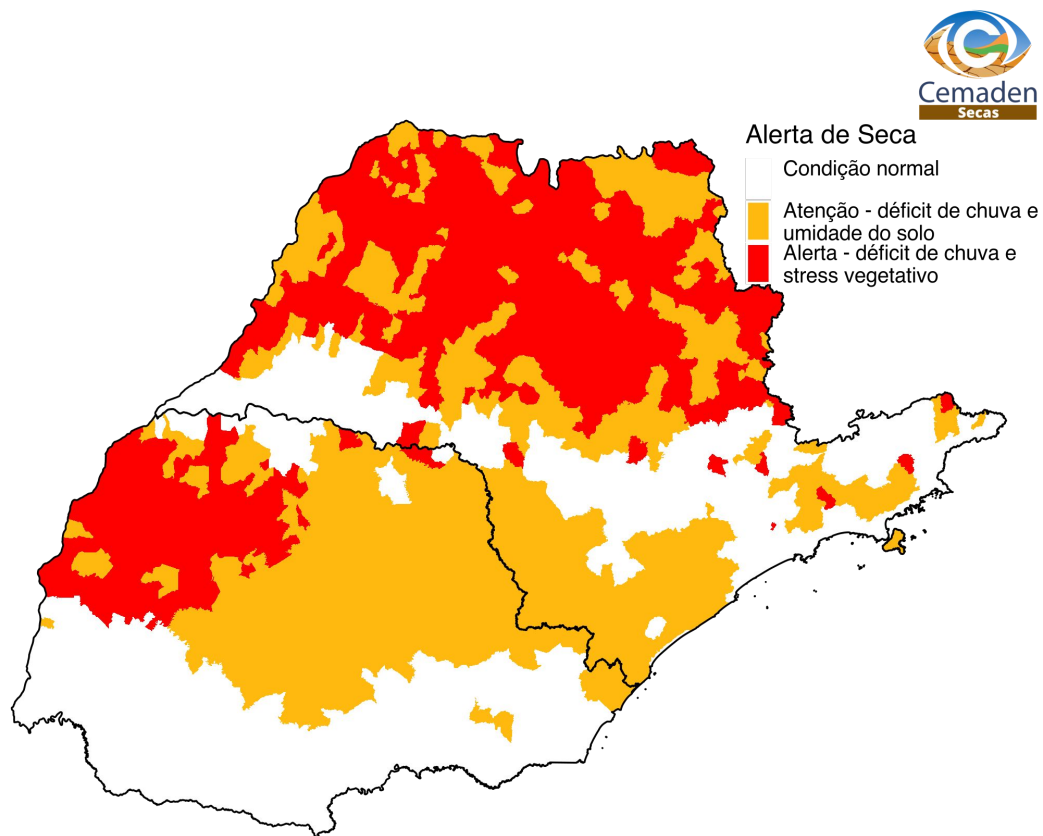 Cemaden
Secas
Alerta de Seca
Condição normal
Atenção - déficit de chuva e
umidade do solo
Alerta - déficit de chuva e
stress vegetativo